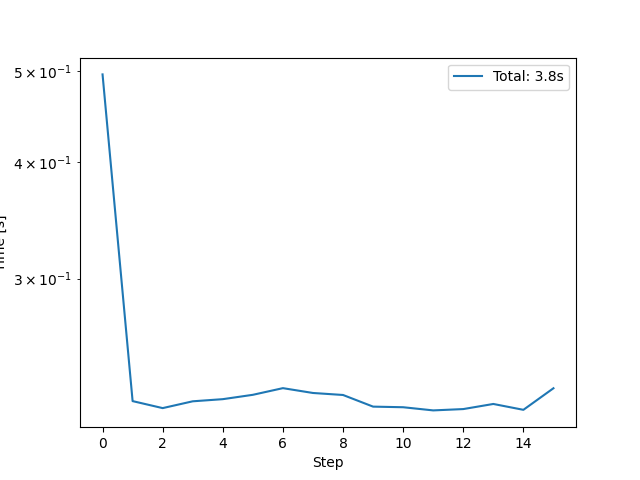 Total: 3.8s
5 × 10⁻¹
4 × 10⁻¹
3 × 10⁻¹
[s]
0 2 4 6 8 10 12 14
Step